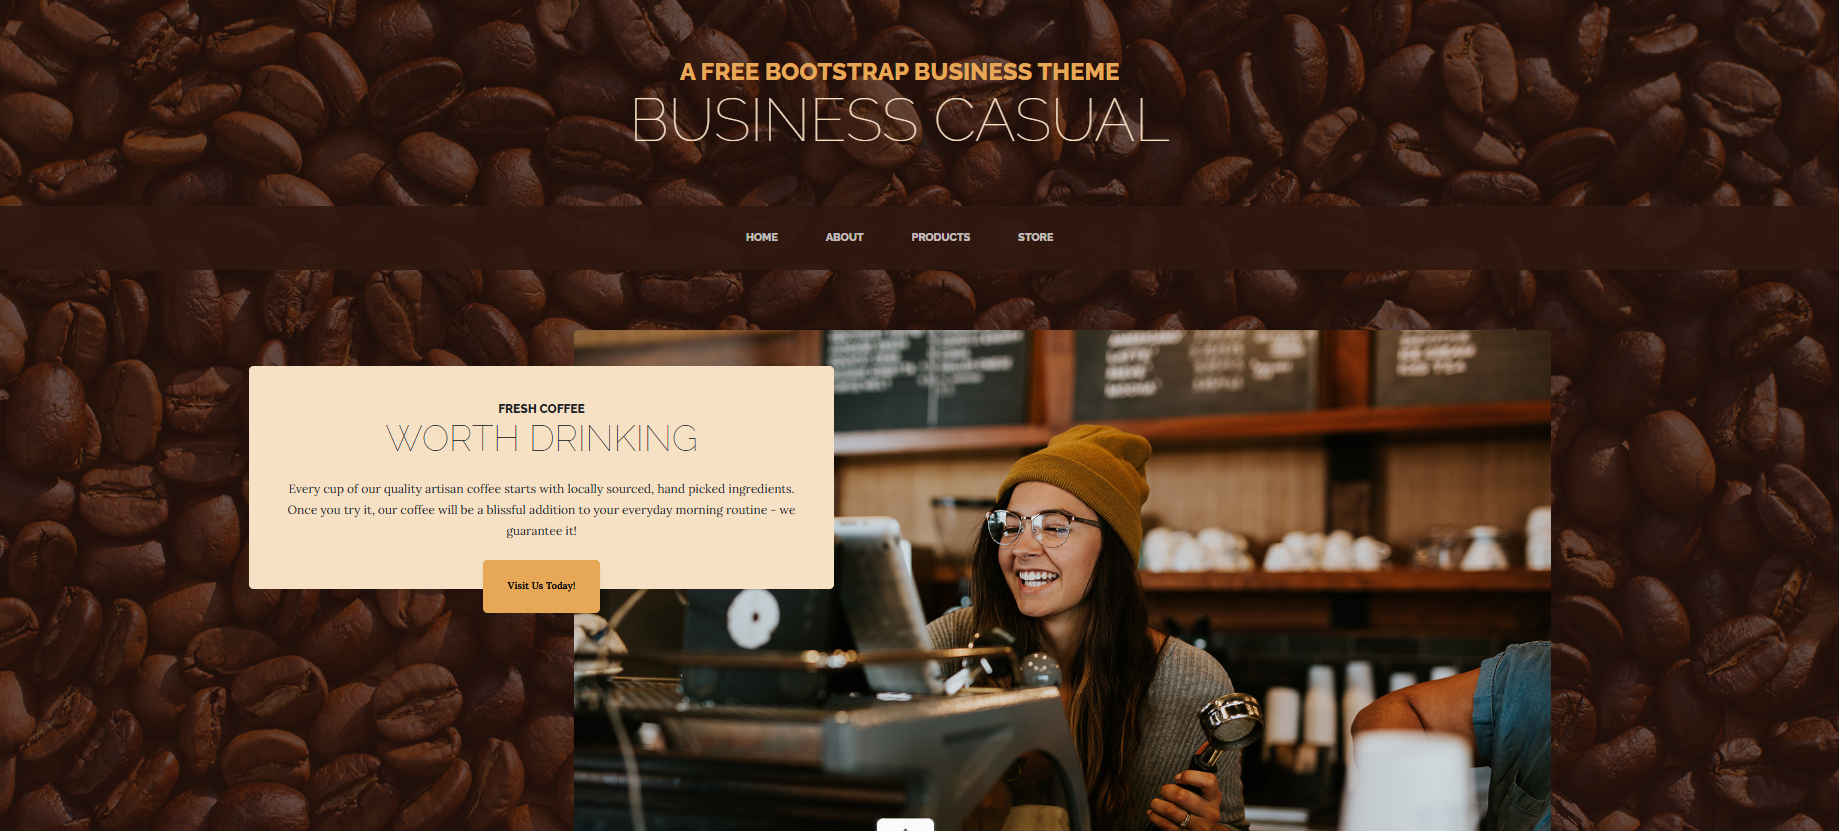 A FREE BOOTSTRAP BUSINESS THEME
BUSINESS CASUAL
HOME
ABOUT
PRODUCTS
STORE
FRESH COFFEE
WORTH DRINKING
Every cup of our quality artisan coffee starts with locally sourced, hand picked ingredients.
Once you try it, our coffee will be a blissful addition to your everyday morning routine - we
guarantee it!
Visit Us Today!